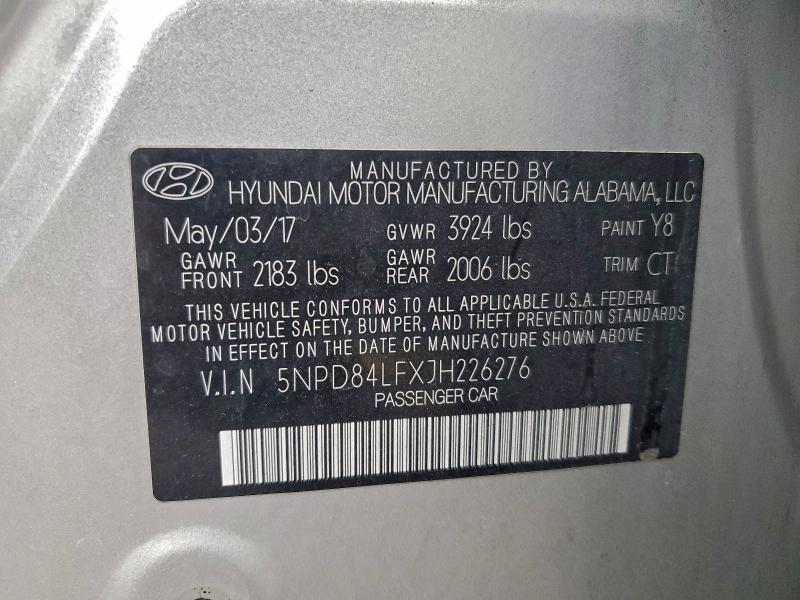 MANUFACTURED BY
HYUNDAI MOTOR MANUFACTURING ALABAMA, LLC
May/03/17 GVWR 3924 lbs PAINT Y8
GAWR FRONT 2183 lbs GAWR REAR 2006 lbs TRIM CT
THIS VEHICLE CONFORMS TO ALL APPLICABLE U.S.A. FEDERAL
MOTOR VEHICLE SAFETY, BUMPER, AND THEFT PREVENTION STANDARDS
IN EFFECT ON THE DATE OF MANUFACTURE SHOWN ABOVE
V.I.N 5NPD84LFXJH226276
PASSENGER CAR